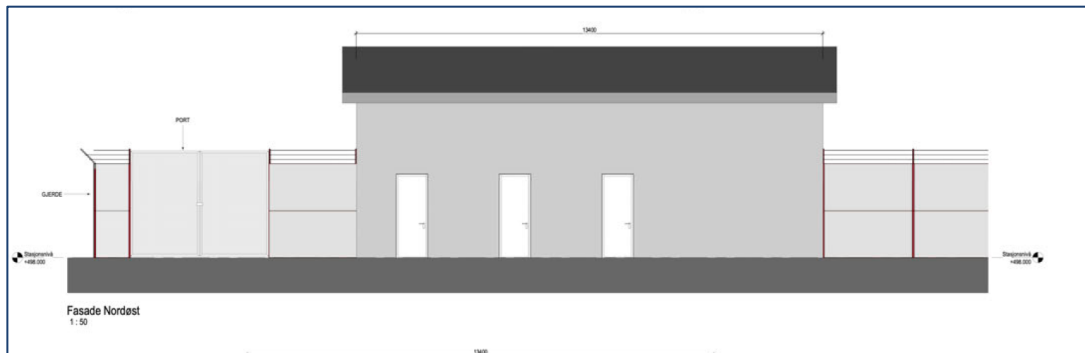 13400
PORT
GJERDE
Stasjonsnivå
+498.000
Stasjonsnivå
+498.000
Fasade Nordøst
1 : 50
13400